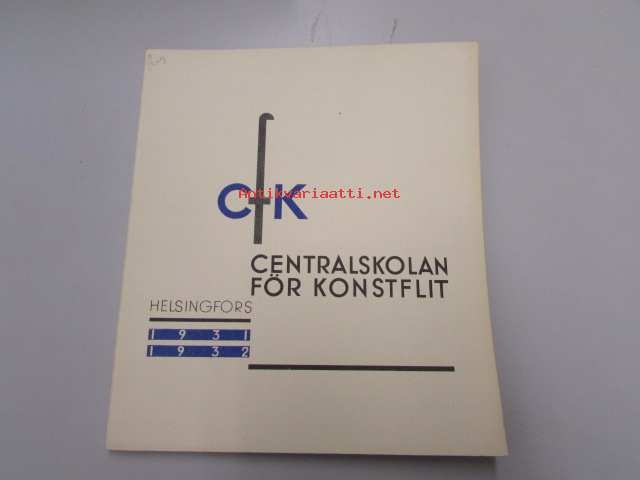 CfK
Antikvariaatti.net
CENTRALSKOLAN
FÖR KONSTFLIT
HELSINGFORS
1931
1932